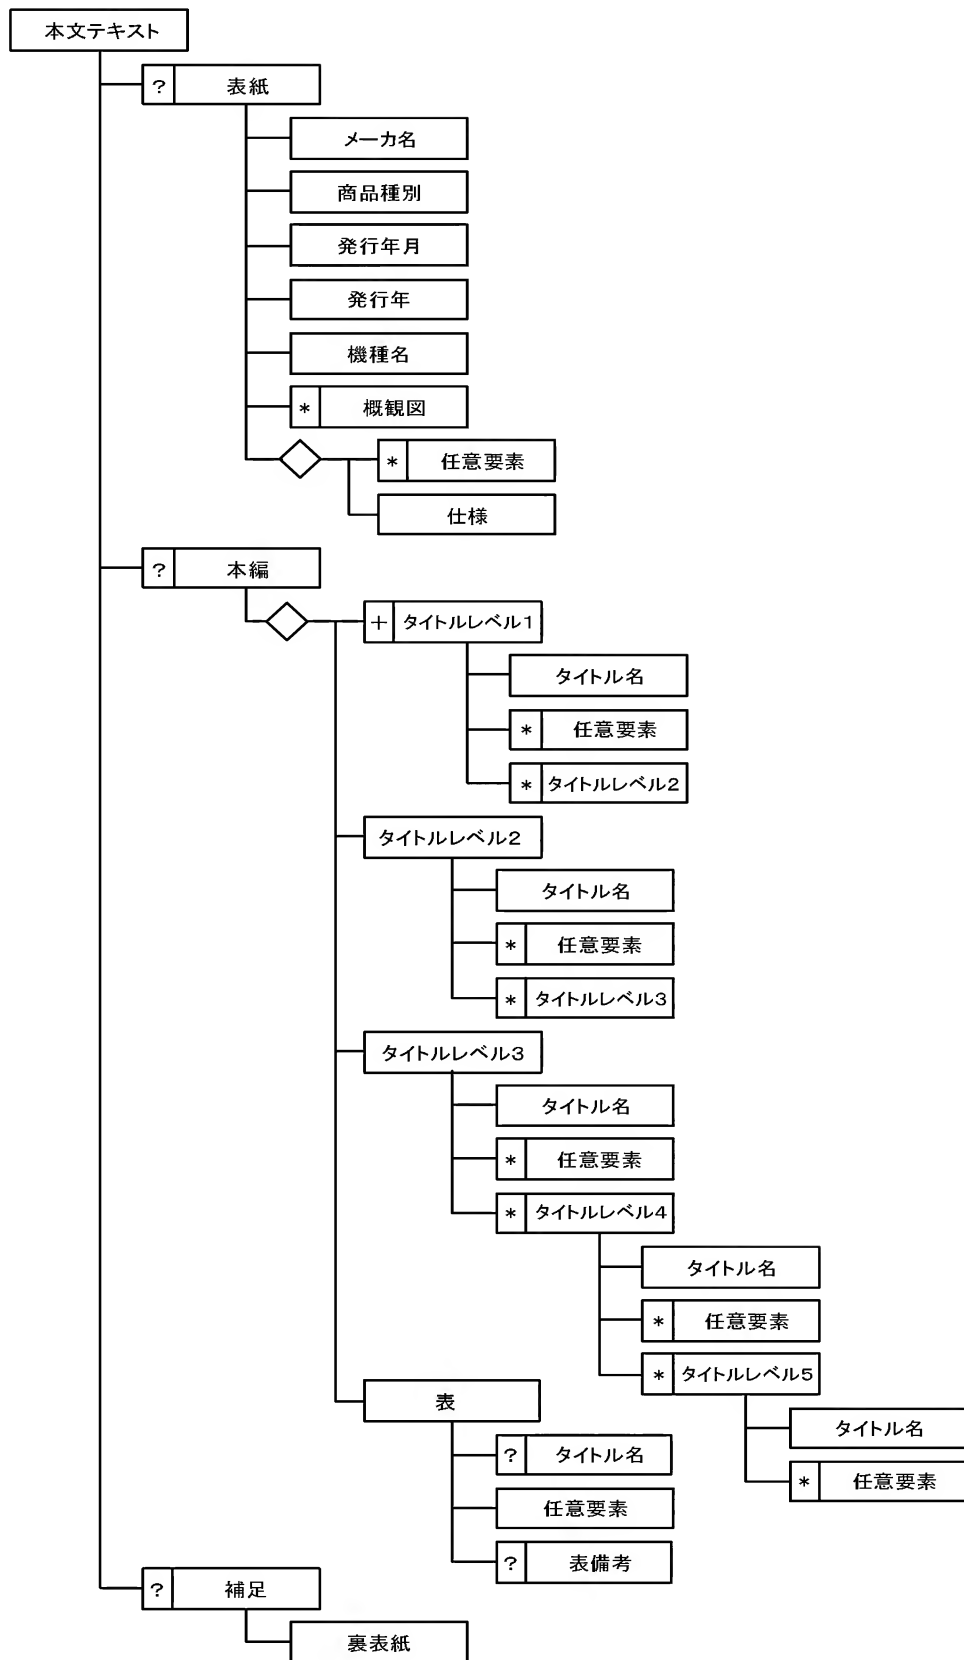 本文テキスト
? 表紙
メーカ名
商品種別
発行年月
発行年
機種名
* 概観図
* 任意要素
仕様
? 本編
+ タイトルレベル1
タイトル名
* 任意要素
* タイトルレベル2
タイトルレベル2
タイトル名
* 任意要素
* タイトルレベル3
タイトルレベル3
タイトル名
* 任意要素
* タイトルレベル4
タイトル名
* 任意要素
* タイトルレベル5
タイトル名
* 任意要素
表
? タイトル名
任意要素
? 表備考
? 補足
裏表紙